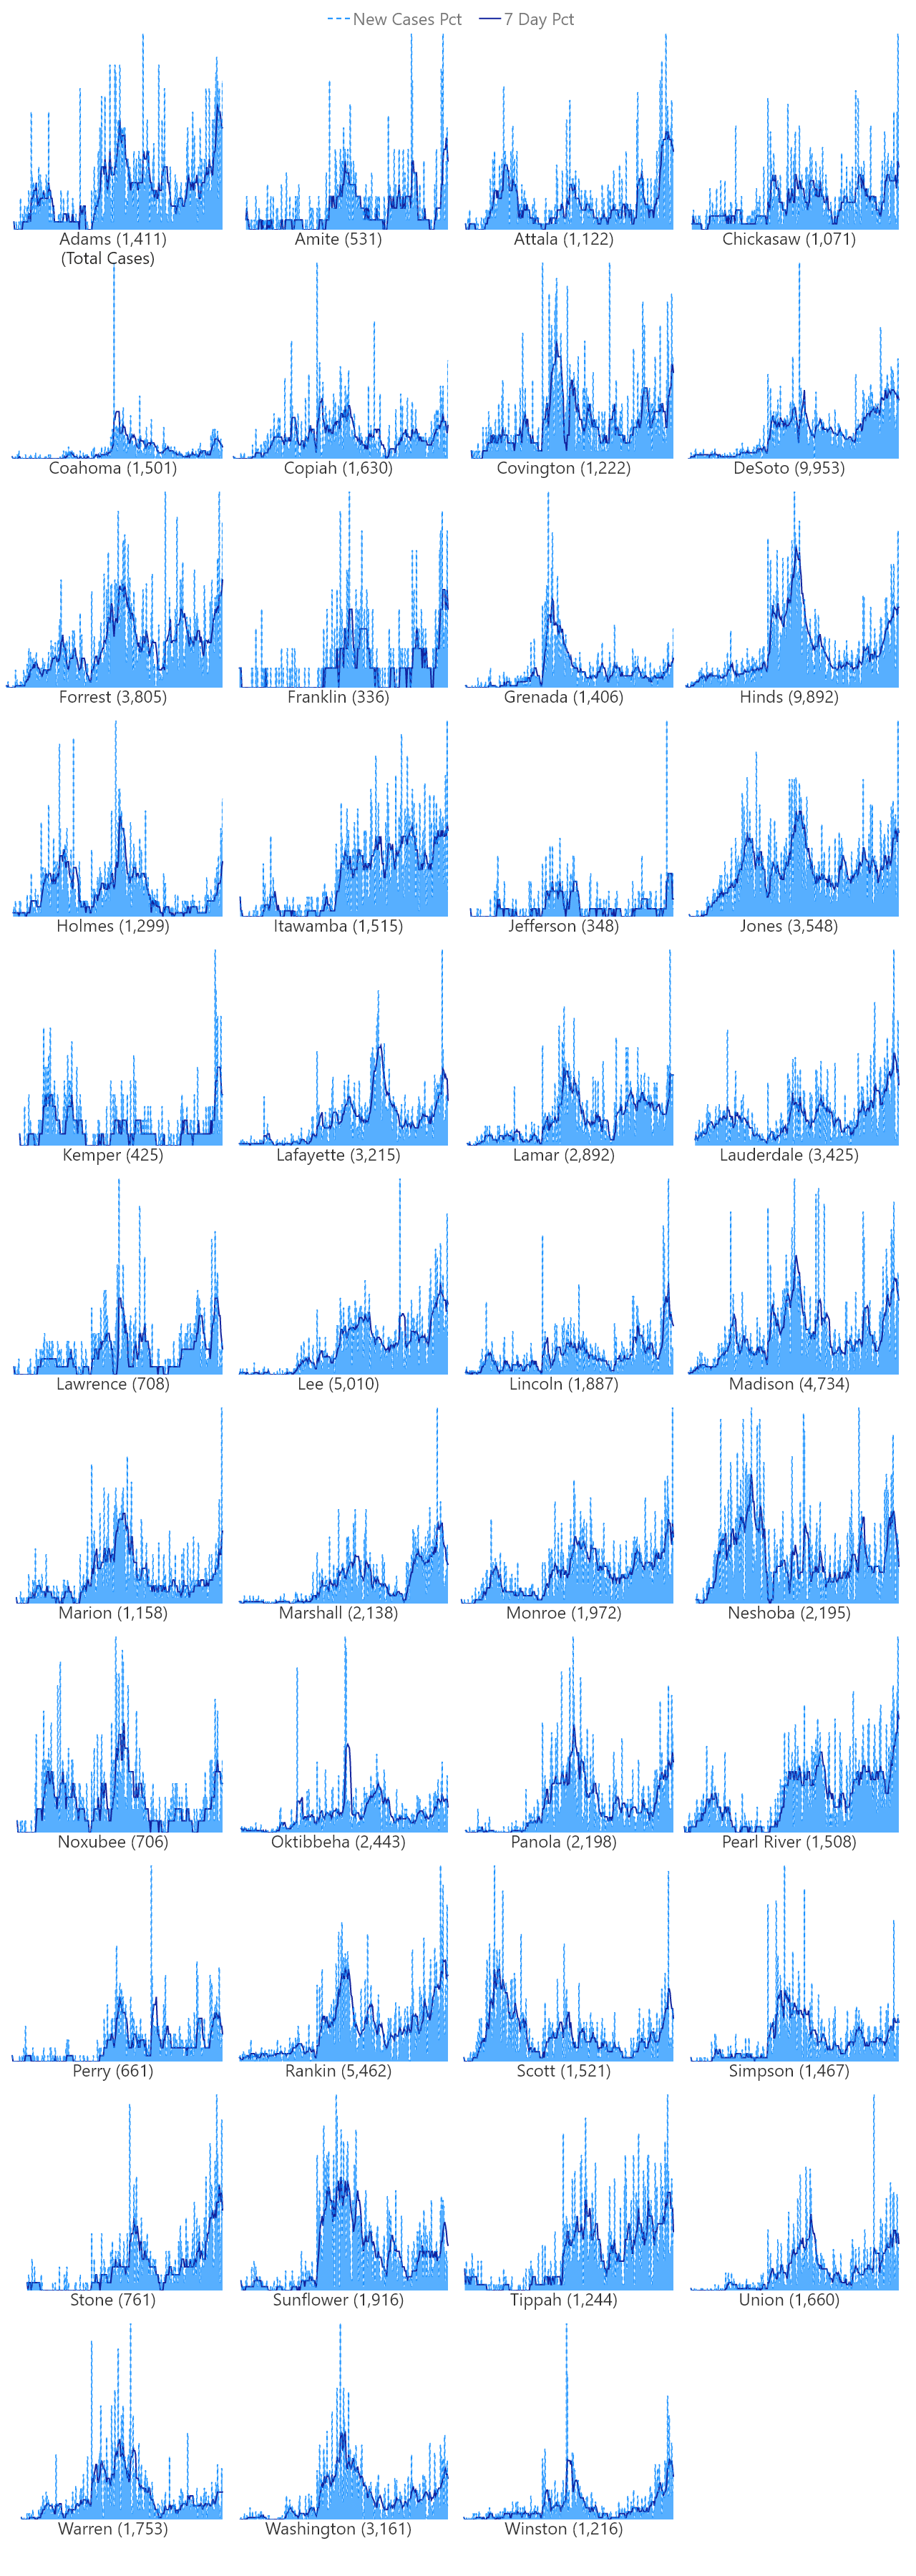 New Cases Pct 7 Day Pct
Adams (1,411) Amite (531) Attala (1,122) Chickasaw (1,071)
(Total Cases)
Coahoma (1,501) Copiah (1,630) Covington (1,222) DeSoto (9,953)
Forrest (3,805) Franklin (336) Grenada (1,406) Hinds (9,892)
Holmes (1,299) Itawamba (1,515) Jefferson (348) Jones (3,548)
Kemper (425) Lafayette (3,215) Lamar (2,892) Lauderdale (3,425)
Lawrence (708) Lee (5,010) Lincoln (1,887) Madison (4,734)
Marion (1,158) Marshall (2,138) Monroe (1,972) Neshoba (2,195)
Noxubee (706) Oktibbeha (2,443) Panola (2,198) Pearl River (1,508)
Perry (661) Rankin (5,462) Scott (1,521) Simpson (1,467)
Stone (761) Sunflower (1,916) Tippah (1,244) Union (1,660)
Warren (1,753) Washington (3,161) Winston (1,216)